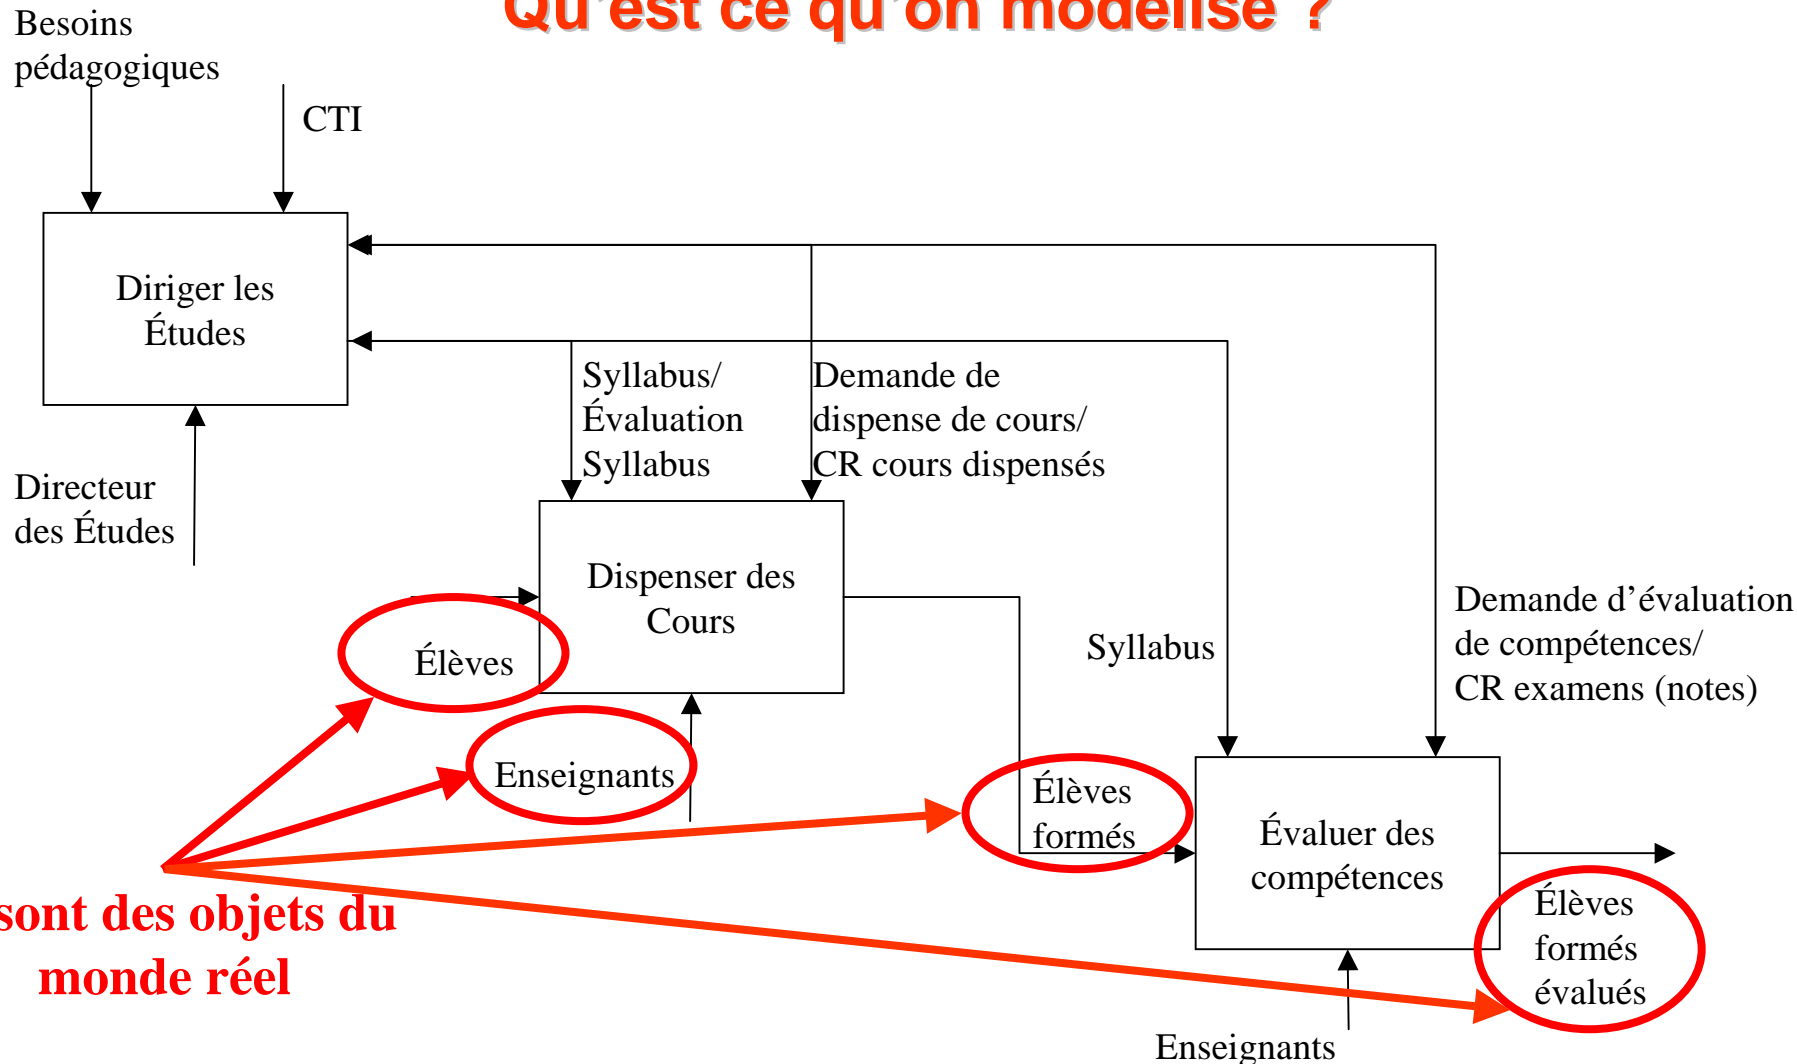 Qu'est ce qu'on modélise ?
Besoins
pédagogiques
CTI
Diriger les
Études
Syllabus/
Évaluation
Syllabus
Demande de
dispense de cours/
CR cours dispensés
Directeur
des Études
Dispenser des
Cours
Élèves
Syllabus
Demande d'évaluation
de compétences/
CR examens (notes)
Enseignants
Élèves
formés
Évaluer des
compétences
sont des objets du
monde réel
Élèves
formés
évalués
Enseignants